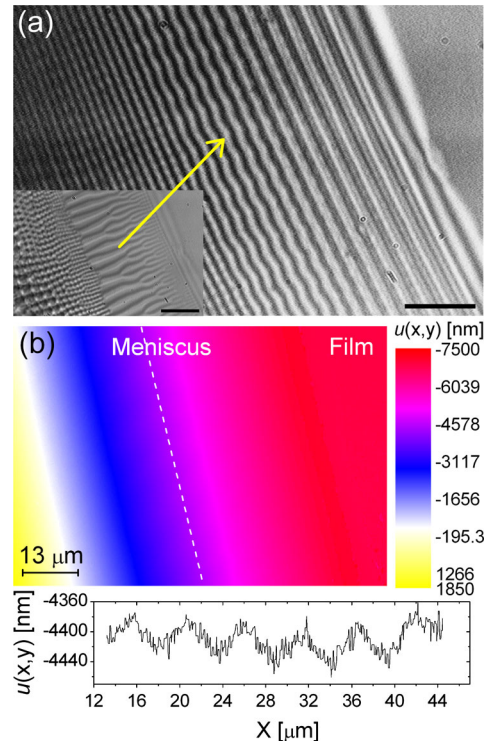 (a)
(b)
Meniscus
Film
13 μm
u(x,y) [nm]
-7500
-6039
-4578
-3117
-1656
-195.3
1266
1850
u(x,y) [nm]
-4360
-4400
-4440
12 16 20 24 28 32 36 40 44
X [μm]